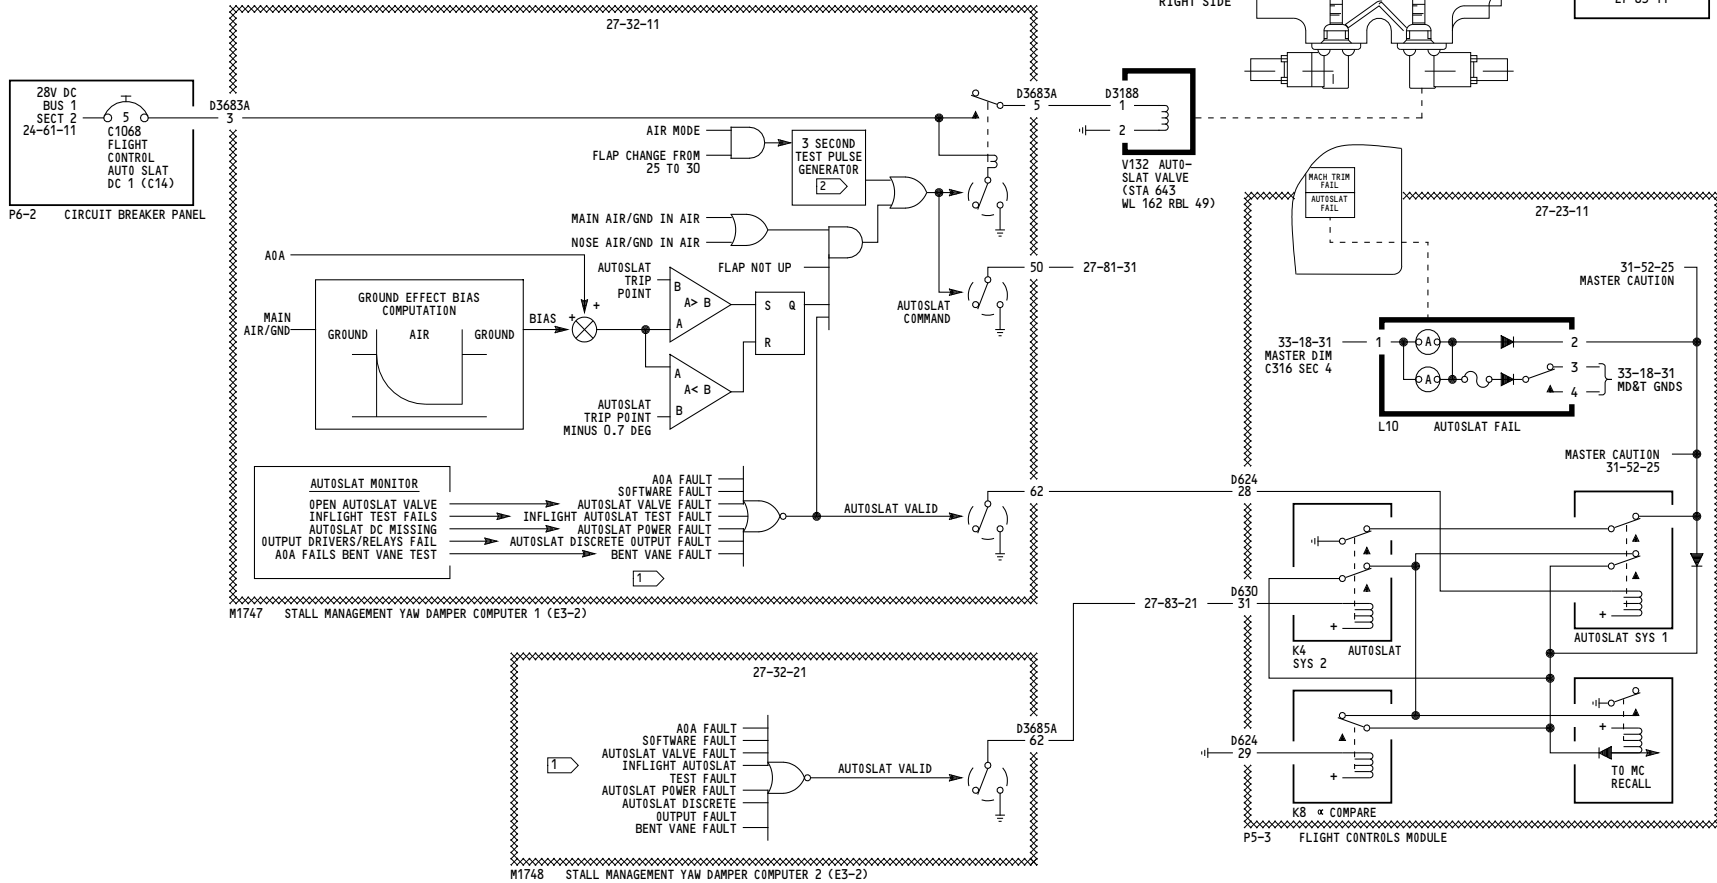 RIGHT SIDE
27-32-11
28V DC
BUS 1
SECT 2
24-61-11
5
C1068
FLIGHT
CONTROL
AUTO SLAT
DC 1 (C14)
P6-2 CIRCUIT BREAKER PANEL
D3683A
3
AIR MODE
FLAP CHANGE FROM
25 TO 30
3 SECOND
TEST PULSE
GENERATOR
2
MAIN AIR/GND IN AIR
NOSE AIR/GND IN AIR
FLAP NOT UP
AOA
GROUND EFFECT BIAS
COMPUTATION
GROUND AIR GROUND
MAIN
AIR/GND
BIAS
+
+
AUTOSLAT
TRIP
POINT
B
A> B
A
A
A< B
B
AUTOSLAT
TRIP POINT
MINUS 0.7 DEG
S Q
R
AUTOSLAT
COMMAND
D3683A
5
50 27-81-31
D3188
1
2
V132 AUTO-
SLAT VALVE
(STA 643
WL 162 RBL 49)
AUTOSLAT MONITOR
OPEN AUTOSLAT VALVE
INFLIGHT TEST FAILS
AUTOSLAT DC MISSING
OUTPUT DRIVERS/RELAYS FAIL
AOA FAILS BENT VANE TEST
AOA FAULT
SOFTWARE FAULT
AUTOSLAT VALVE FAULT
INFLIGHT AUTOSLAT TEST FAULT
AUTOSLAT POWER FAULT
AUTOSLAT DISCRETE OUTPUT FAULT
BENT VANE FAULT
1
AUTOSLAT VALID
62
M1747 STALL MANAGEMENT YAW DAMPER COMPUTER 1 (E3-2)
27-32-21
1
AOA FAULT
SOFTWARE FAULT
AUTOSLAT VALVE FAULT
INFLIGHT AUTOSLAT
TEST FAULT
AUTOSLAT POWER FAULT
AUTOSLAT DISCRETE
OUTPUT FAULT
BENT VANE FAULT
AUTOSLAT VALID
D3685A
62
M1748 STALL MANAGEMENT YAW DAMPER COMPUTER 2 (E3-2)
27-83-21
MACH TRIM
FAIL
AUTOSLAT
FAIL
27-23-11
31-52-25
MASTER CAUTION
33-18-31
MASTER DIM
C316 SEC 4
1
A
A
2
3
4
33-18-31
MD&T GNDS
L10 AUTOSLAT FAIL
MASTER CAUTION
31-52-25
D624
28
D630
31
D624
29
+
K4 AUTOSLAT
SYS 2
+
AUTOSLAT SYS 1
+
K8 ∝ COMPARE
+
TO MC
RECALL
P5-3 FLIGHT CONTROLS MODULE